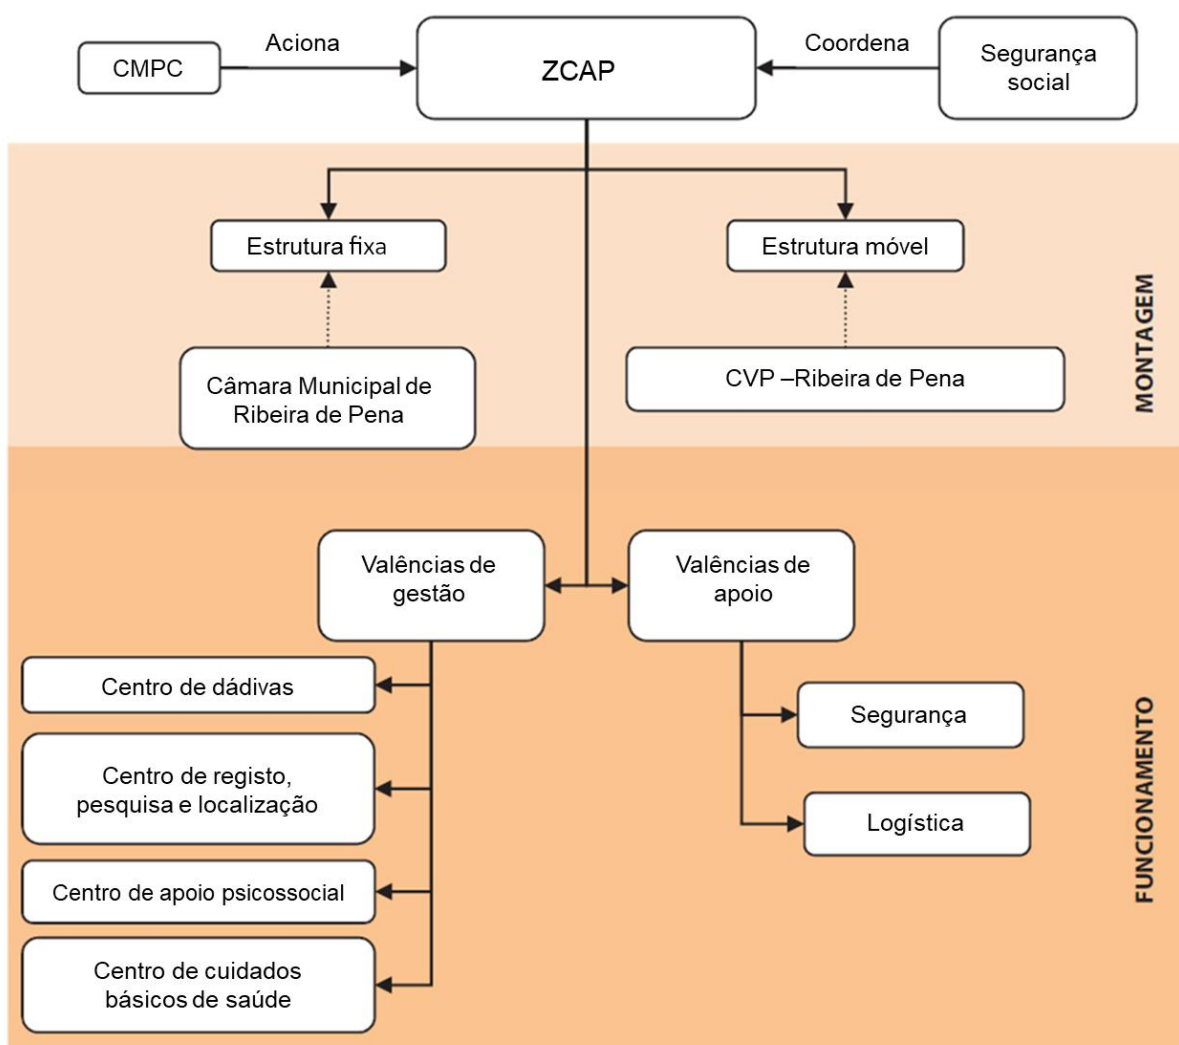 Aciona
Coordena
CMPC
ZCAP
Segurança
social
Estrutura fixa
Estrutura móvel
Câmara Municipal de
Ribeira de Pena
CVP –Ribeira de Pena
MONTAGEM
Valências de
gestão
Valências de
apoio
Centro de dádivas
Centro de registo,
pesquisa e localização
Centro de apoio psicossocial
Centro de cuidados
básicos de saúde
Segurança
Logística
FUNCIONAMENTO